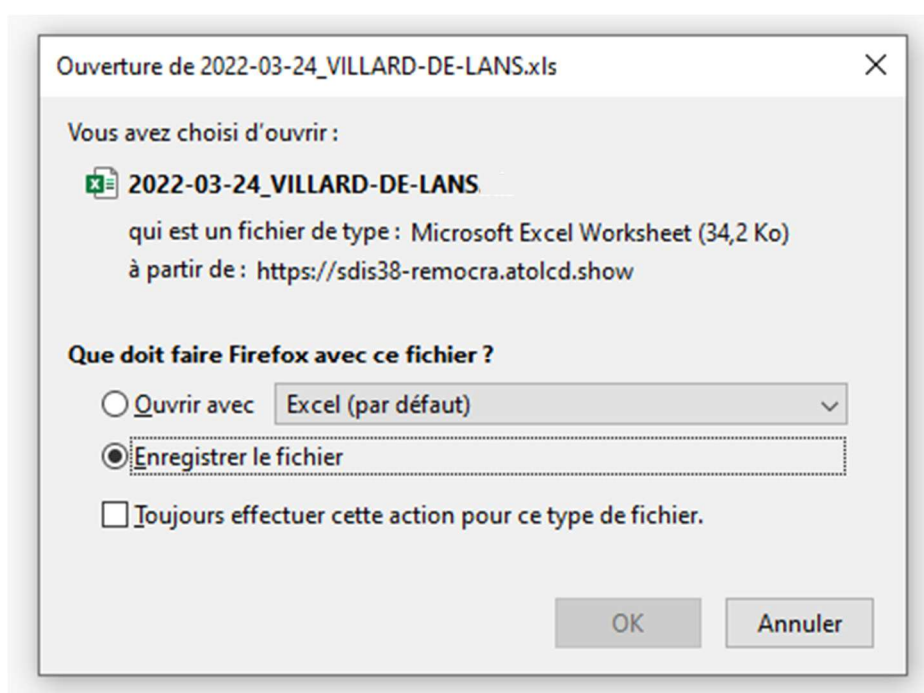 Ouverture de 2022-03-24_VILLARD-DE-LANS.xls
Vous avez choisi d'ouvrir :
2022-03-24_VILLARD-DE-LANS
qui est un fichier de type : Microsoft Excel Worksheet (34,2 Ko)
à partir de : https://sdis38-remocra.atolcd.show
Que doit faire Firefox avec ce fichier ?
Ouvrir avec Excel (par défaut)
Enregistrer le fichier
Toujours effectuer cette action pour ce type de fichier.
OK Annuler